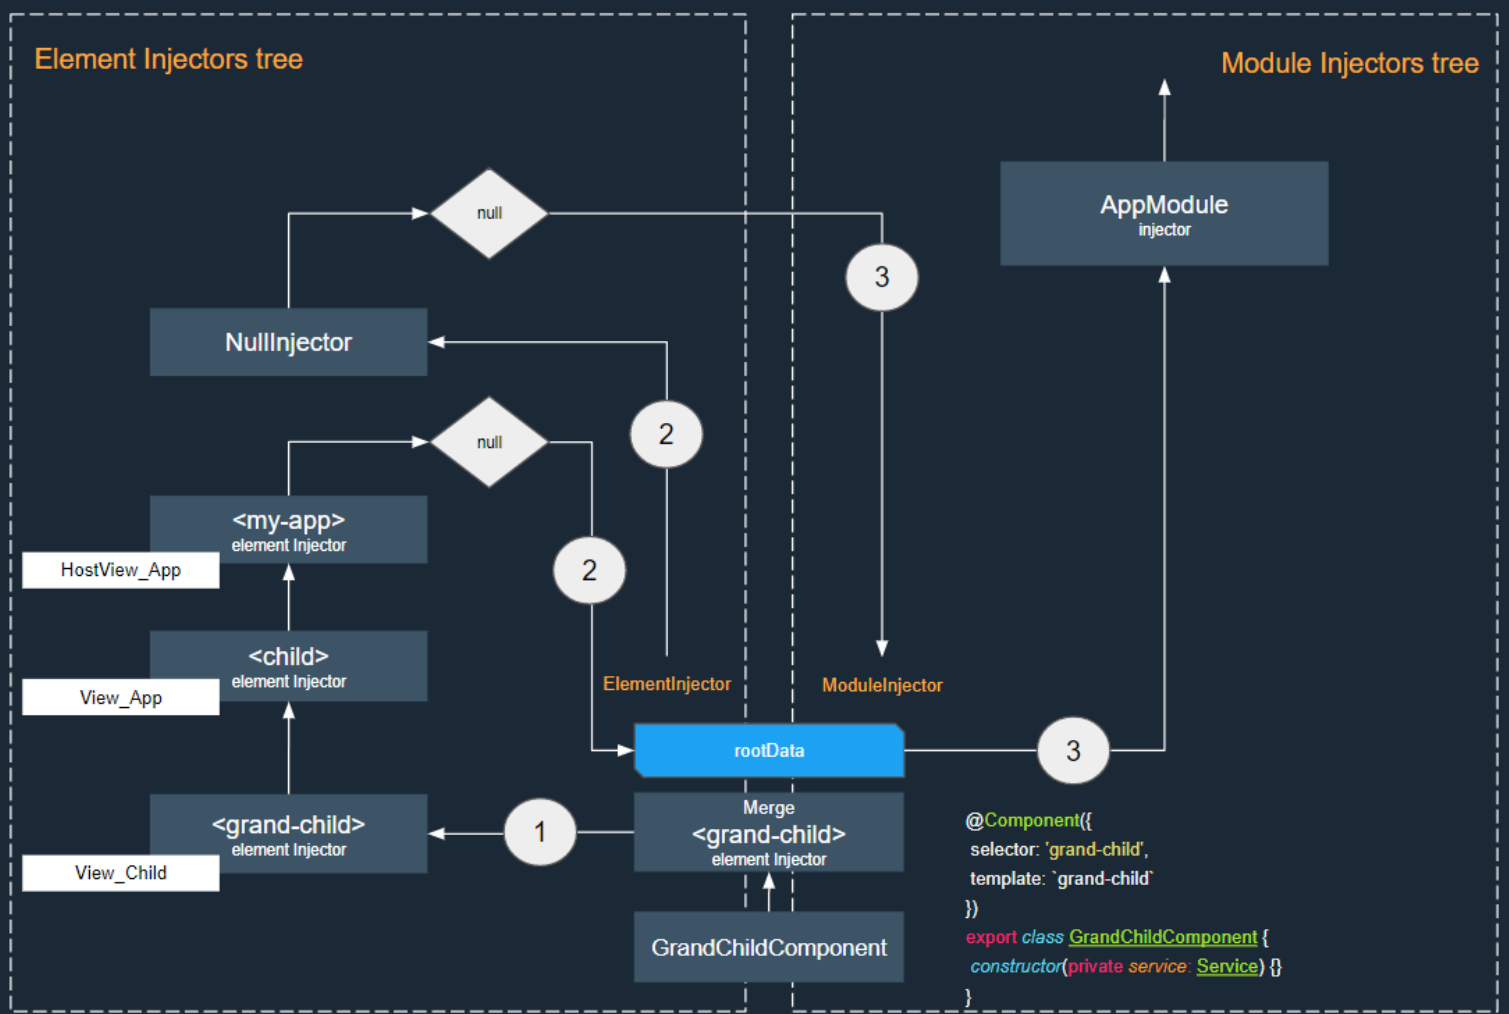 Element Injectors tree
Module Injectors tree
null
AppModule
injector
3
NullInjector
2
null
<my-app>
element Injector
HostView_App
2
<child>
element Injector
View_App
ElementInjector
ModuleInjector
rootData
3
Merge
<grand-child>
element Injector
1
<grand-child>
element Injector
View_Child
GrandChildComponent
@Component({
selector: 'grand-child',
template: `grand-child`
})
export class GrandChildComponent {
constructor(private service: Service) {}
}